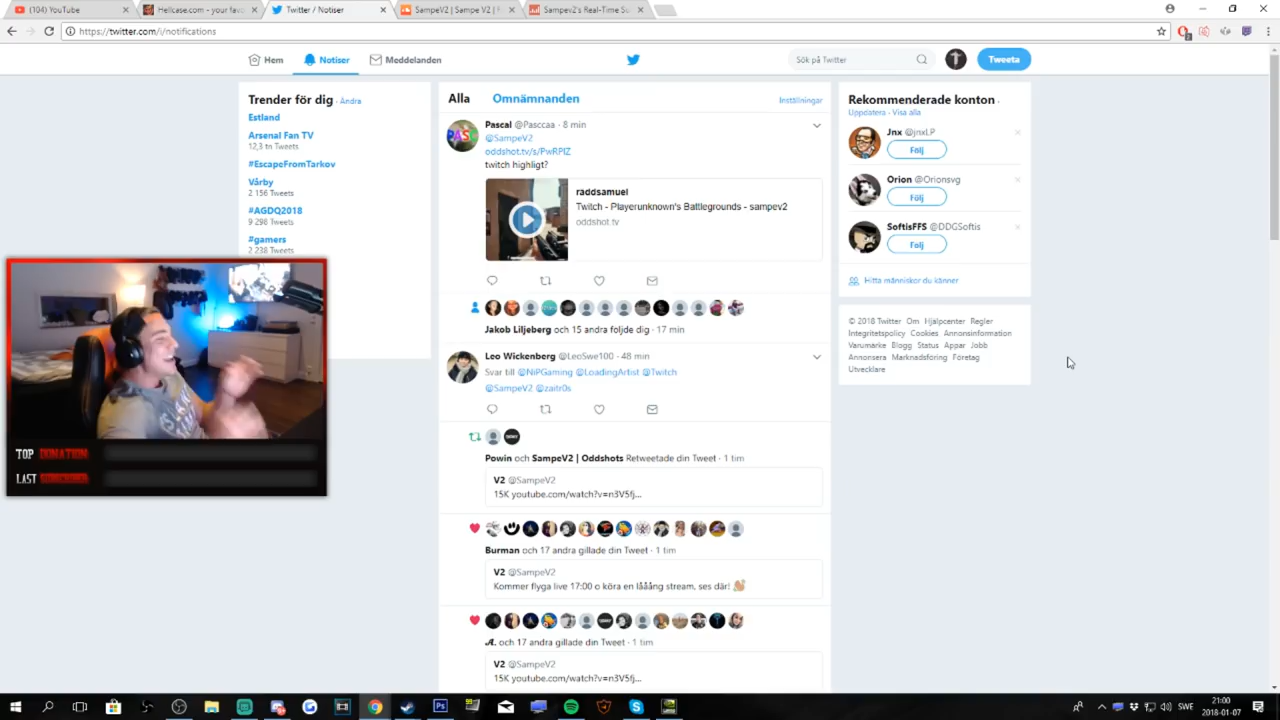 (104) YouTube
Hellcase.com - your favo
Twitter / Notiser
SampeV2 | Sampe V2 |
Sampev2's Real-Time Su
https://twitter.com/i/notifications
Hem
Notiser
Meddelanden
Sök på Twitter
Tweeta
Trender för dig · Ändra
Estland
Arsenal Fan TV
12,3 tn Tweets
#EscapeFromTarkov
Vårby
2 156 Tweets
#AGDQ2018
9 298 Tweets
#gamers
2 238 Tweets
TOP DONATION
LAST
Alla
Omnämnanden
Inställningar
Pascal @Pasccaa · 8 min
@SampeV2
oddshot.tv/s/PwRPlZ
twitch highligt?
raddsamuel
Twitch - Playerunknown's Battlegrounds - sampev2
oddshot.tv
Jakob Liljeberg och 15 andra följde dig · 17 min
Leo Wickenberg @LeoSwe100 · 48 min
Svar till @NiPGaming @LoadingArtist @Twitch
@SampeV2 @zaitr0s
Powin och SampeV2 | Oddshots Retweetade din Tweet · 1 tim
V2 @SampeV2
15K youtube.com/watch?v=n3V5fj...
Burman och 17 andra gillade din Tweet · 1 tim
V2 @SampeV2
Kommer flyga live 17:00 o köra en lååång stream, ses där! 👋
A. och 17 andra gillade din Tweet · 1 tim
V2 @SampeV2
15K youtube.com/watch?v=n3V5fj...
Rekommenderade konton ·
Uppdatera · Visa alla
Jnx @jnxLP
Följ
Orion @Orionsvg
Följ
SoftisFFS @DDGSoftis
Följ
Hitta människor du känner
© 2018 Twitter Om Hjälpcenter Regler
Integritetspolicy Cookies Annonsinformation
Varumärke Blogg Status Appar Jobb
Annonsera Marknadsföring Företag
Utvecklare
SWE
21:00
2018-01-07